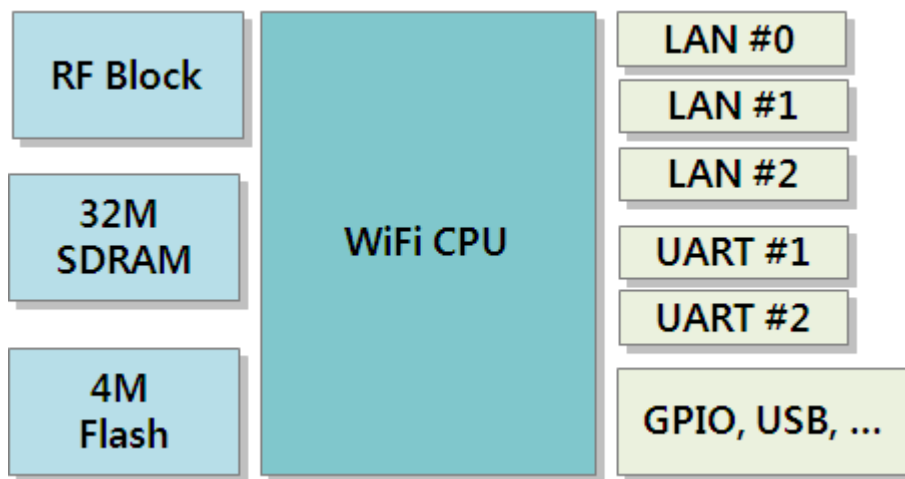 RF Block
32M
SDRAM
4M
Flash
WiFi CPU
LAN #0
LAN #1
LAN #2
UART #1
UART #2
GPIO, USB, ...